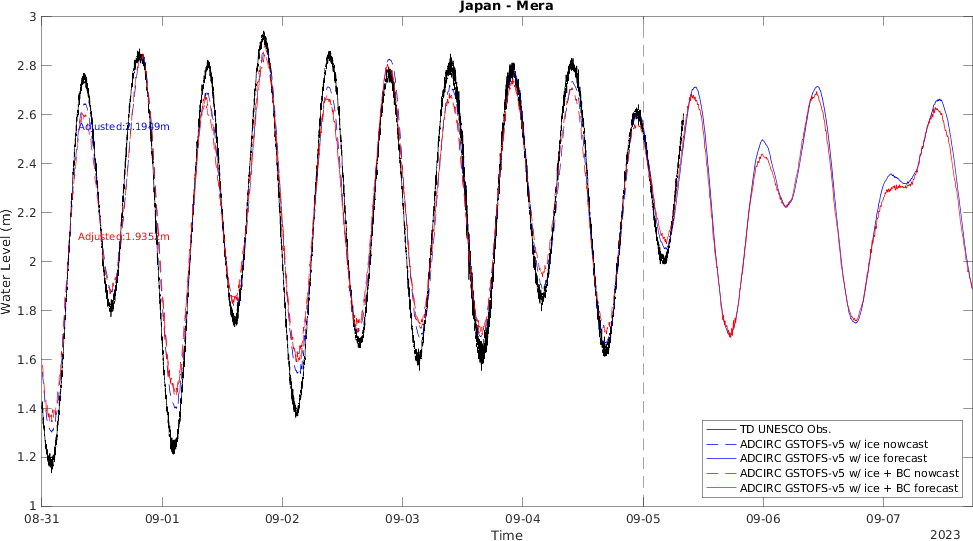 Japan - Mera
3
2.8
2.6
2.4
2.2
2
1.8
1.6
1.4
1.2
1
Water Level (m)
Adjusted:2.1949m
Adjusted:1.9352m
TD UNESCO Obs.
ADCIRC GSTOFS-v5 w/ ice nowcast
ADCIRC GSTOFS-v5 w/ ice forecast
ADCIRC GSTOFS-v5 w/ ice + BC nowcast
ADCIRC GSTOFS-v5 w/ ice + BC forecast
08-31 09-01 09-02 09-03 09-04 09-05 09-06 09-07
Time
2023